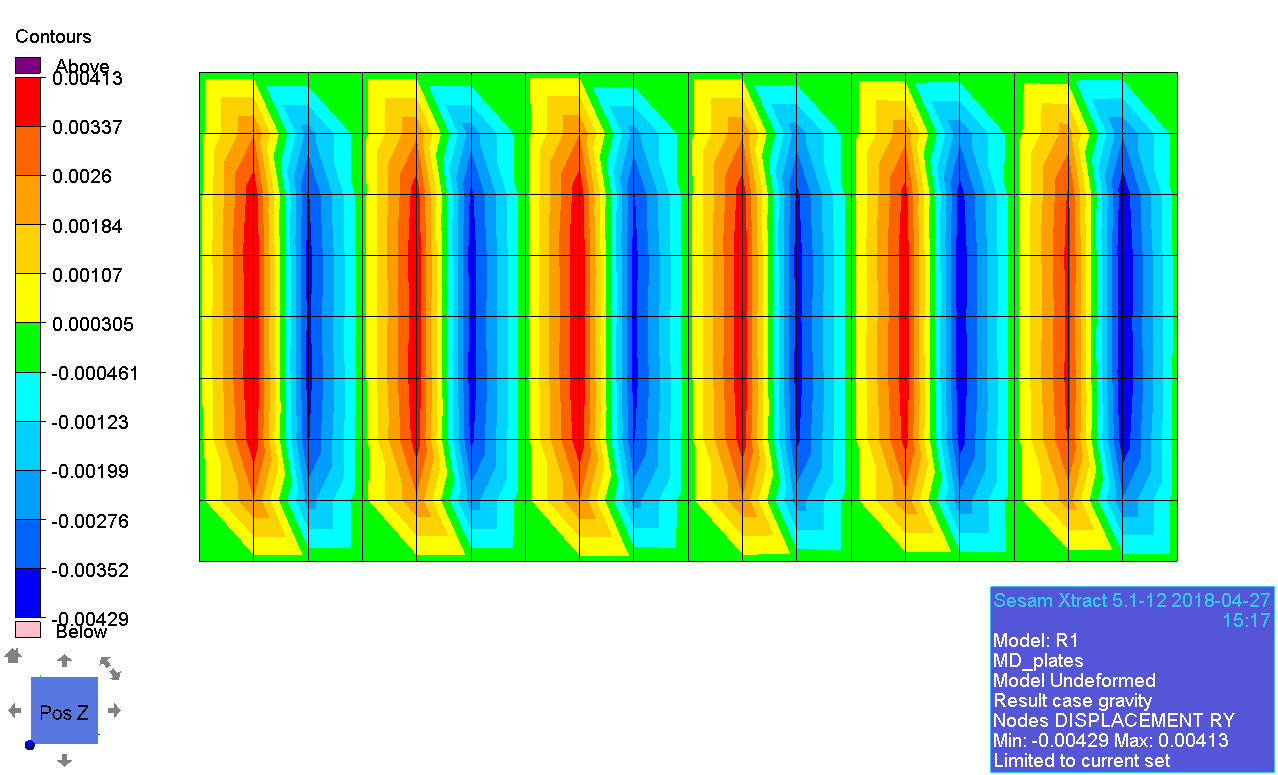 Contours
Above
0.00413
0.00337
0.0026
0.00184
0.00107
0.000305
-0.000461
-0.00123
-0.00199
-0.00276
-0.00352
-0.00429
Below
Pos Z
Sesam Xtract 5.1-12 2018-04-27
15:17
Model: R1
MD_plates
Model Undeformed
Result case gravity
Nodes DISPLACEMENT RY
Min: -0.00429 Max: 0.00413
Limited to current set